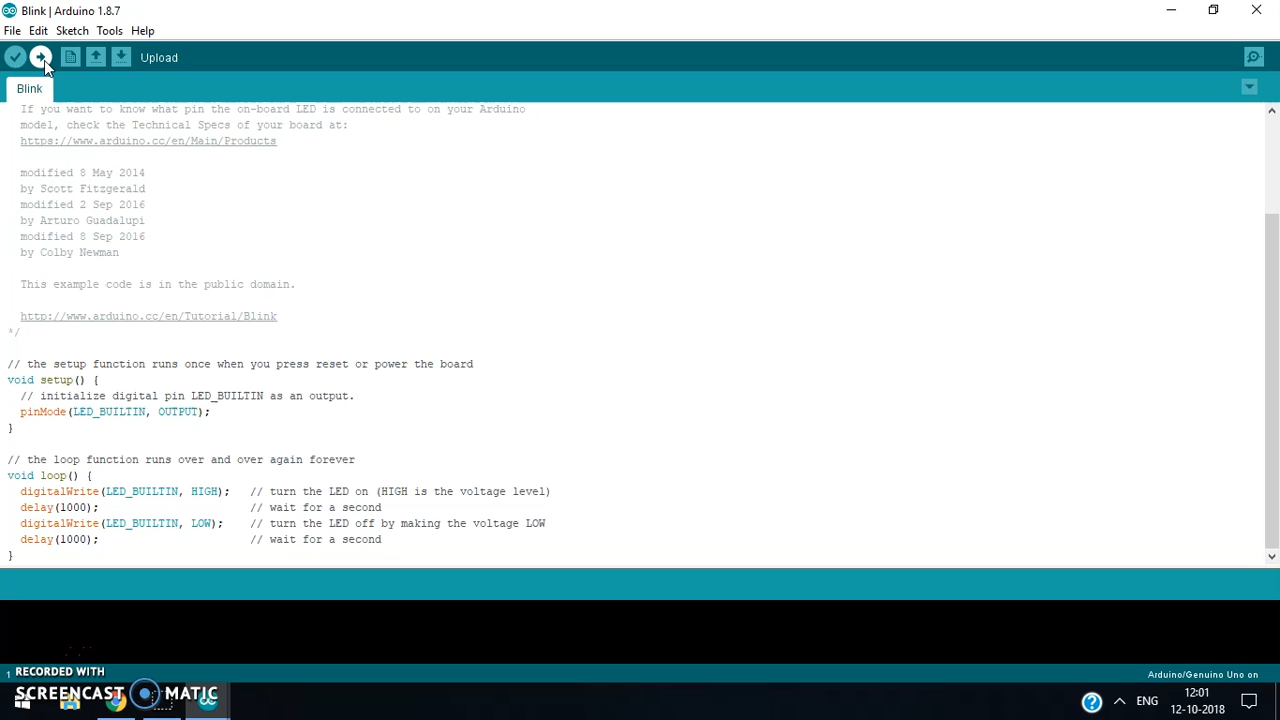 Blink | Arduino 1.8.7
File Edit Sketch Tools Help
Upload
Blink
If you want to know what pin the on-board LED is connected to on your Arduino
model, check the Technical Specs of your board at:
https://www.arduino.cc/en/Main/Products
modified 8 May 2014
by Scott Fitzgerald
modified 2 Sep 2016
by Arturo Guadalupi
modified 8 Sep 2016
by Colby Newman
This example code is in the public domain.
http://www.arduino.cc/en/Tutorial/Blink
*/
// the setup function runs once when you press reset or power the board
void setup() {
// initialize digital pin LED_BUILTIN as an output.
pinMode(LED_BUILTIN, OUTPUT);
}
// the loop function runs over and over again forever
void loop() {
digitalWrite(LED_BUILTIN, HIGH); // turn the LED on (HIGH is the voltage level)
delay(1000); // wait for a second
digitalWrite(LED_BUILTIN, LOW); // turn the LED off by making the voltage LOW
delay(1000); // wait for a second
}
1 RECORDED WITH Arduino/Genuino Uno on
SCREENCAST MATIC
ENG 12:01
12-10-2018